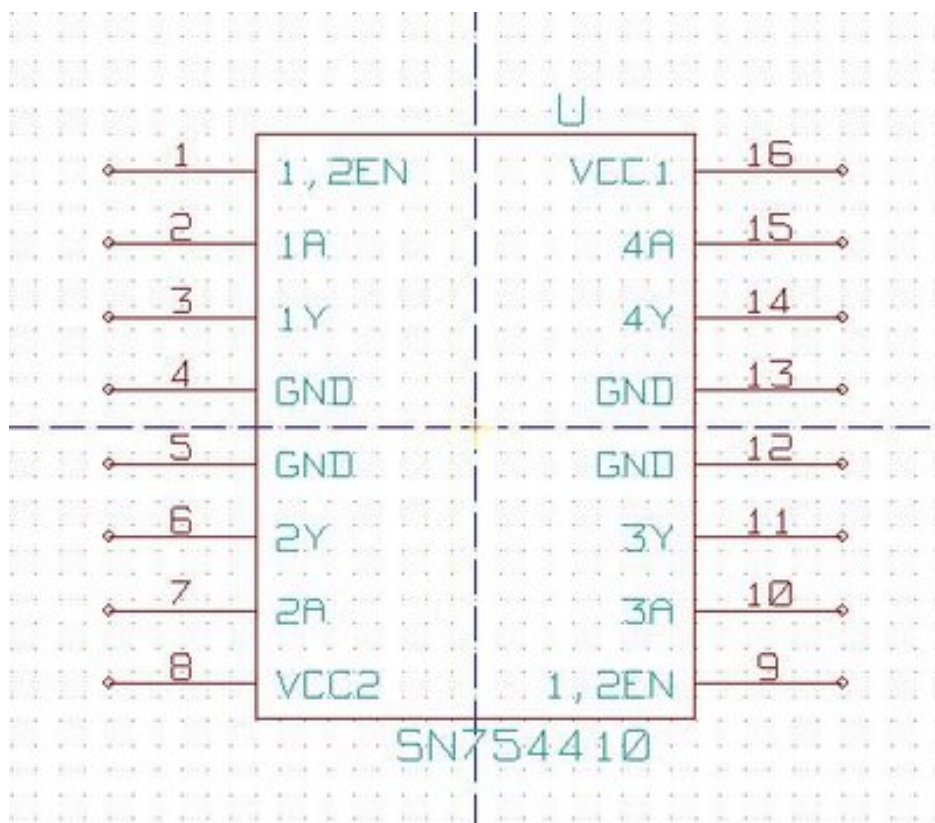 U
1 1,2EN VCC1 16
2 1A 4A 15
3 1Y 4Y 14
4 GND GND 13
5 GND GND 12
6 2Y 3Y 11
7 2A 3A 10
8 VCC2 1,2EN 9
SN754410